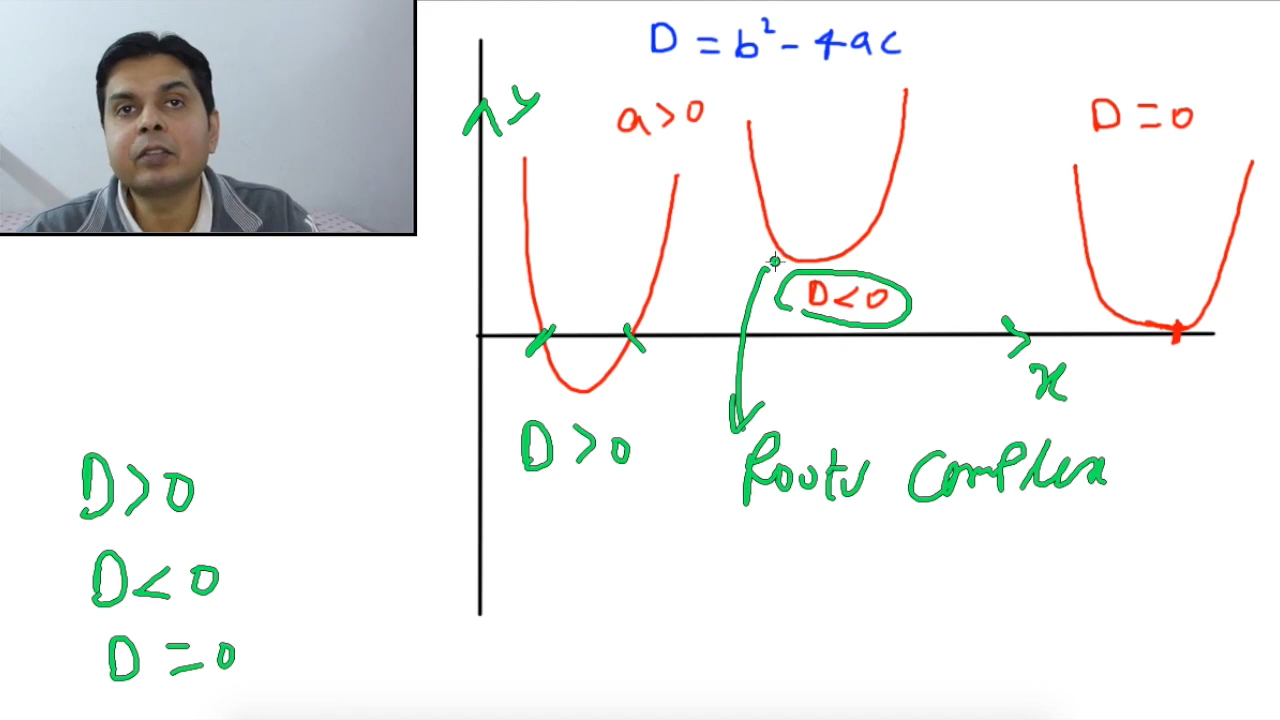 D = b² - 4ac
y
a > 0
D = 0
D < 0
x
D > 0
Roots complex
D > 0
D < 0
D = 0